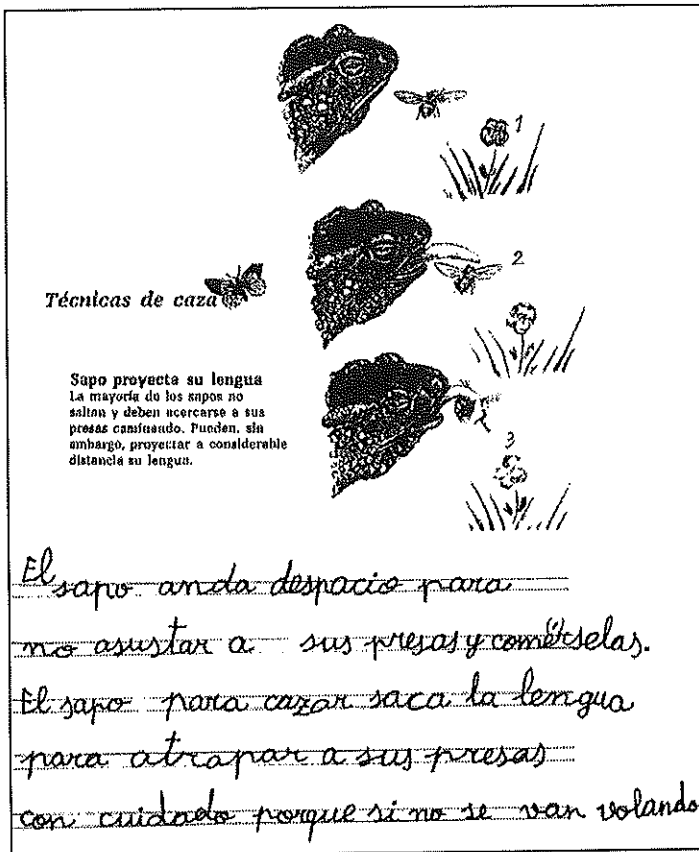 1
2
Técnicas de caza
Sapo proyecta su lengua
La mayoría de los sapos no
saltan y deben acercarse a sus
presas caminando. Pueden, sin
embargo, proyectar a considerable
distancia su lengua.
3
El sapo anda despacio para
no asustar a sus presas y comérselas.
El sapo para cazar saca la lengua
para atrapar a sus presas
con cuidado porque si no se van volando